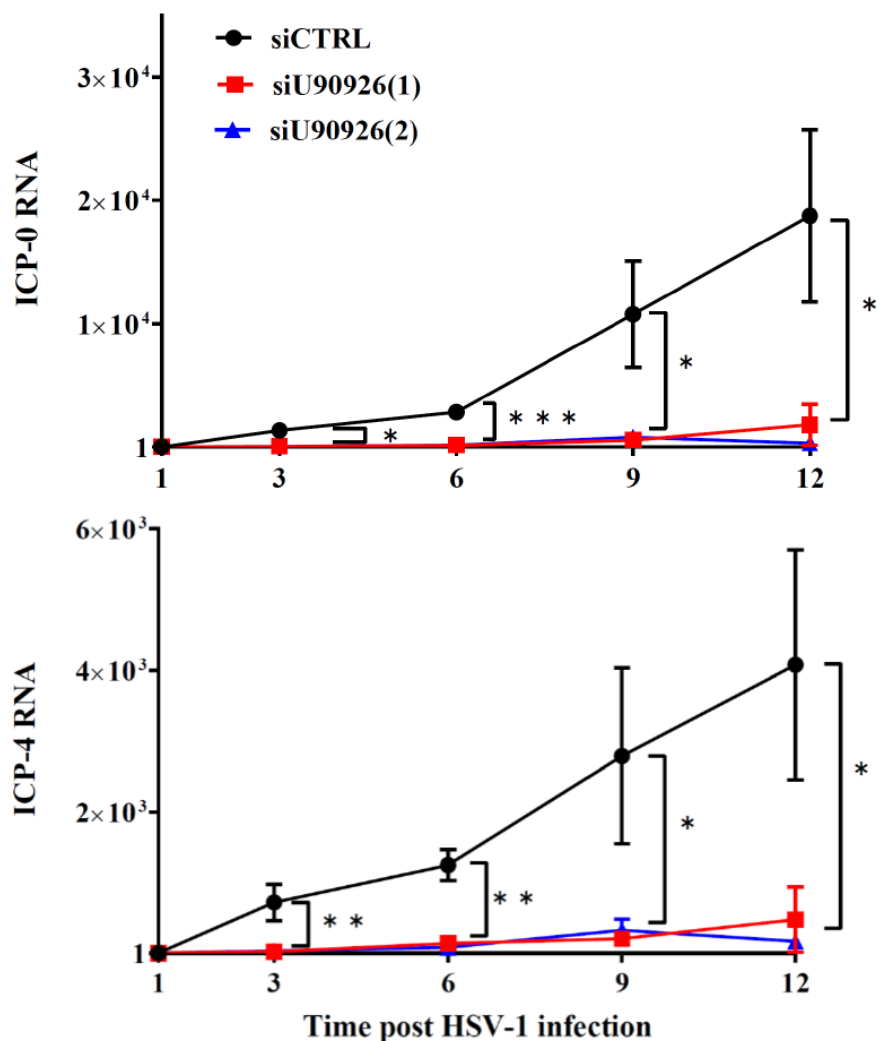 siCTRL
siU90926(1)
siU90926(2)
ICP-0 RNA
3×10⁴
2×10⁴
1×10⁴
1
*
* * *
*
*
1 3 6 9 12
ICP-4 RNA
6×10³
4×10³
2×10³
1
* *
* *
*
*
1 3 6 9 12
Time post HSV-1 infection